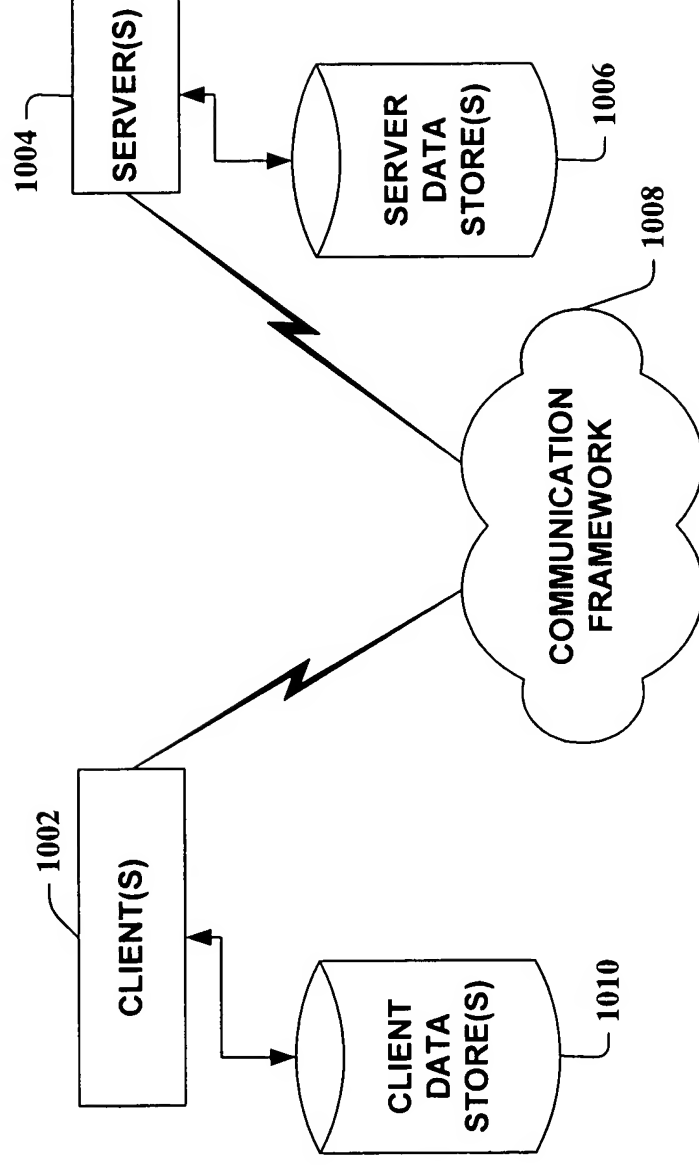 1002
CLIENT(S)
1004
SERVER(S)
CLIENT
DATA
STORE(S)
1010
SERVER
DATA
STORE(S)
1006
COMMUNICATION
FRAMEWORK
1008